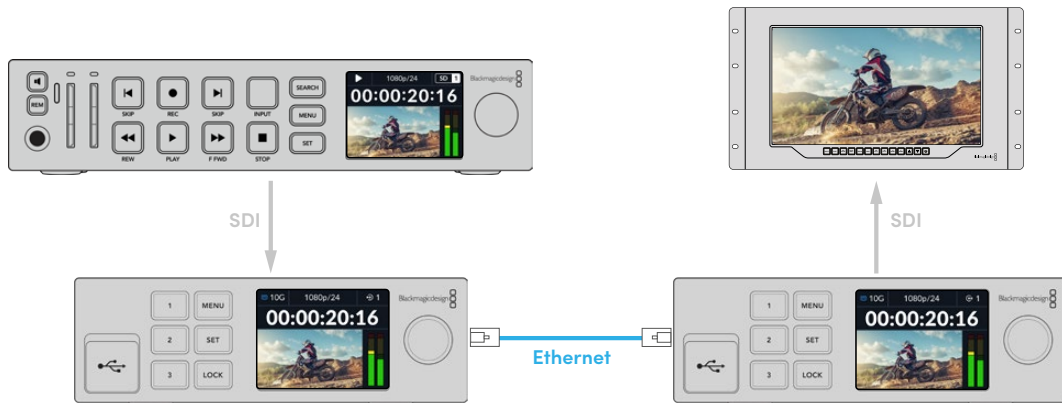 1080p/24 SD 1
00:00:20:16
Blackmagicdesign
REM
SKIP REC SKIP INPUT
SEARCH
MENU
SET
REW PLAY F FWD STOP
SDI
SDI
1 MENU
2 SET
3 LOCK
10G 1080p/24 1
00:00:20:16
Blackmagicdesign
Ethernet
1 MENU
2 SET
3 LOCK
10G 1080p/24 1
00:00:20:16
Blackmagicdesign